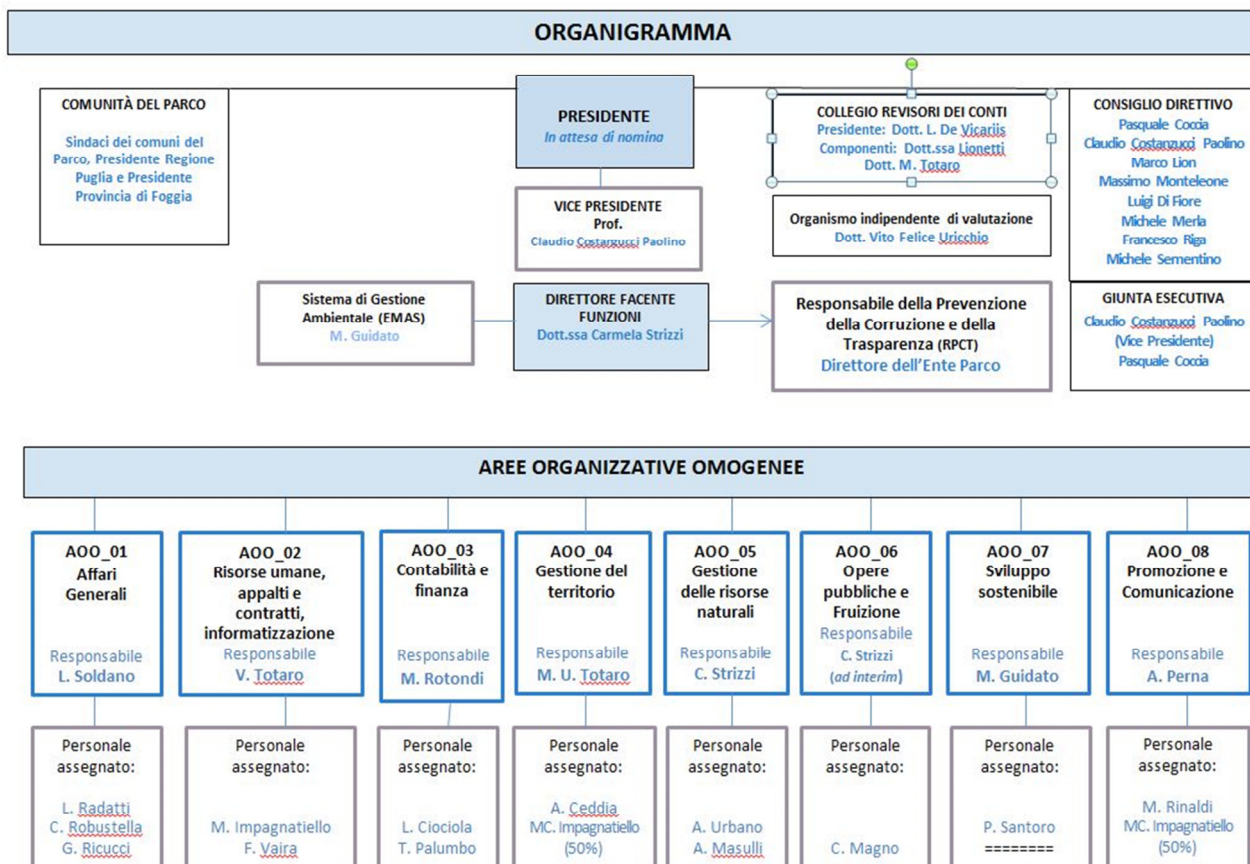 ORGANIGRAMMA
COMUNITÀ DEL PARCO
Sindaci dei comuni del
Parco, Presidente Regione
Puglia e Presidente
Provincia di Foggia
PRESIDENTE
In attesa di nomina
VICE PRESIDENTE
Prof.
Claudio Costanzucci Paolino
COLLEGIO REVISORI DEI CONTI
Presidente: Dott. L. De Vicariis
Componenti: Dott.ssa Lionetti
Dott. M. Totaro
Organismo indipendente di valutazione
Dott. Vito Felice Uricchio
CONSIGLIO DIRETTIVO
Pasquale Coccia
Claudio Costanzucci Paolino
Marco Lion
Massimo Monteleone
Luigi Di Fiore
Michele Merla
Francesco Riga
Michele Sementino
Sistema di Gestione
Ambientale (EMAS)
M. Guidato
DIRETTORE FACENTE
FUNZIONI
Dott.ssa Carmela Strizzi
Responsabile della Prevenzione
della Corruzione e della
Trasparenza (RPCT)
Direttore dell'Ente Parco
GIUNTA ESECUTIVA
Claudio Costanzucci Paolino
(Vice Presidente)
Pasquale Coccia
AREE ORGANIZZATIVE OMOGENEE
AOO_01
Affari
Generali
Responsabile
L. Soldano
AOO_02
Risorse umane,
appalti e
contratti,
informatizzazione
Responsabile
V. Totaro
AOO_03
Contabilità e
finanza
Responsabile
M. Rotondi
AOO_04
Gestione del
territorio
Responsabile
M. U. Totaro
AOO_05
Gestione
delle risorse
naturali
Responsabile
C. Strizzi
AOO_06
Opere
pubbliche e
Fruizione
Responsabile
C. Strizzi
(ad interim)
AOO_07
Sviluppo
sostenibile
Responsabile
M. Guidato
AOO_08
Promozione e
Comunicazione
Responsabile
A. Perna
Personale
assegnato:
L. Radatti
C. Robustella
G. Ricucci
Personale
assegnato:
M. Impagnatiello
F. Vaira
Personale
assegnato:
L. Ciociola
T. Palumbo
Personale
assegnato:
A. Ceddia
MC. Impagnatiello
(50%)
Personale
assegnato:
A. Urbano
A. Masulli
Personale
assegnato:
C. Magno
Personale
assegnato:
P. Santoro
========
Personale
assegnato:
M. Rinaldi
MC. Impagnatiello
(50%)